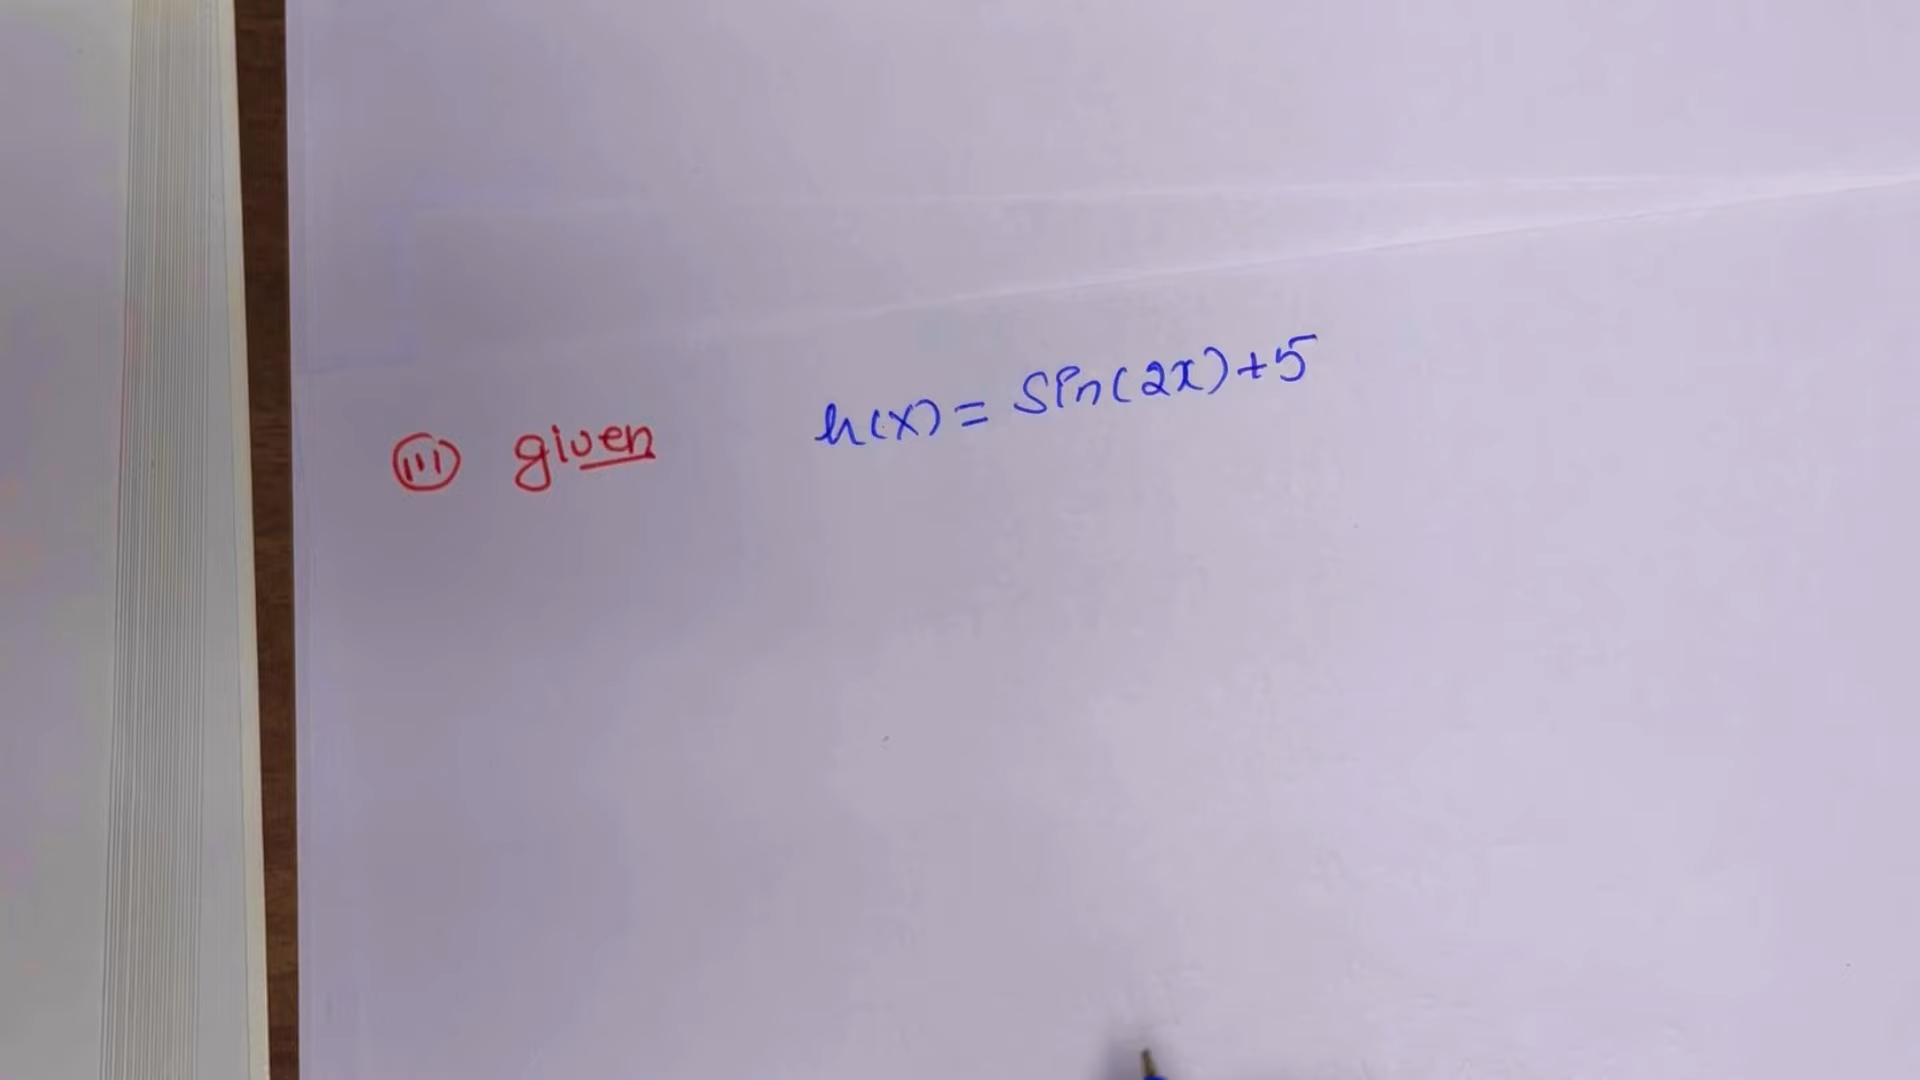 (iii) given h(x) = Sin(2x)+5